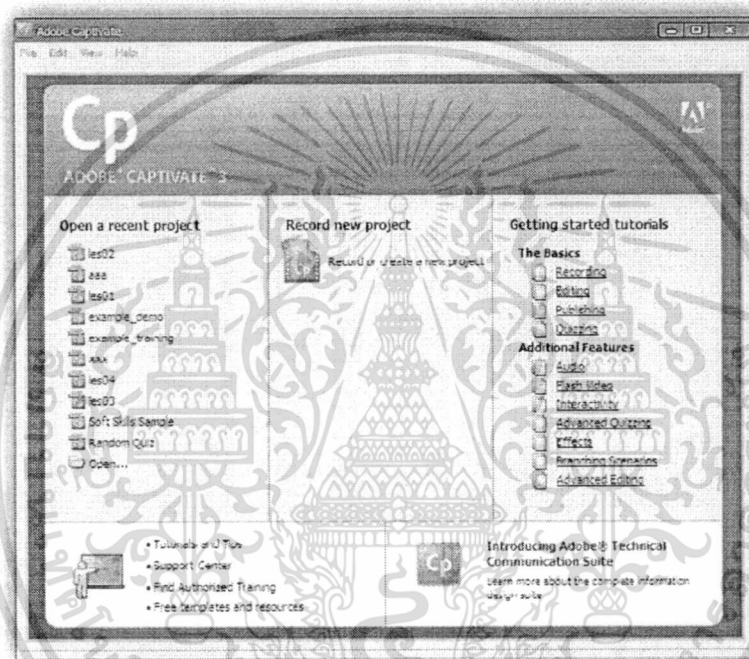 Adobe Captivate
File Edit View Help
Cp
ADOBE® CAPTIVATE™ 3
Adobe
Open a recent project
les02
aaa
les01
example_demo
example_training
aaa
les04
les03
Soft Skills Sample
Random Quiz
Open...
Record new project
Record or create a new project
Getting started tutorials
The Basics
Recording
Editing
Publishing
Quizzing
Additional Features
Audio
Flash Video
Interactivity
Advanced Quizzing
Effects
Branching Scenarios
Advanced Editing
• Tutorials and Tips
• Support Center
• Find Authorized Training
• Free templates and resources
Cp
Introducing Adobe® Technical
Communication Suite
Learn more about the complete information
design suite